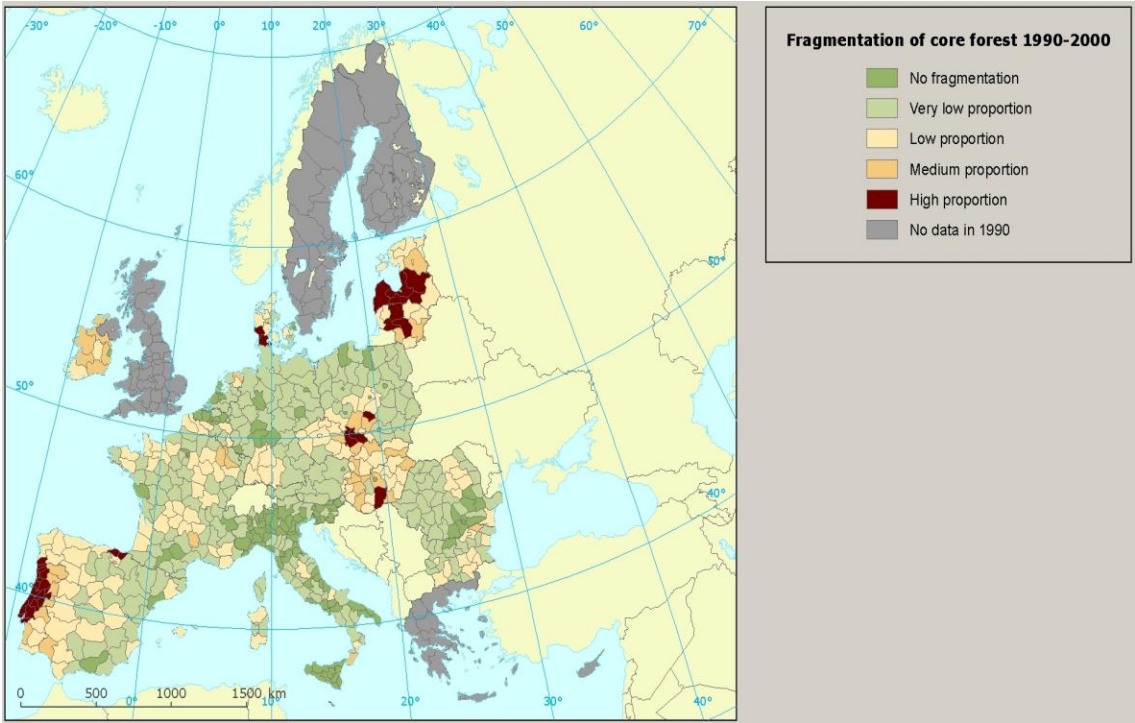 -30° -20° -10° 0° 10° 20° 30° 40° 50° 60° 70°
60°
50°
50°
40°
40°
0 500 1000 1500 km
0° 10° 20° 30° 40°
Fragmentation of core forest 1990-2000
No fragmentation
Very low proportion
Low proportion
Medium proportion
High proportion
No data in 1990